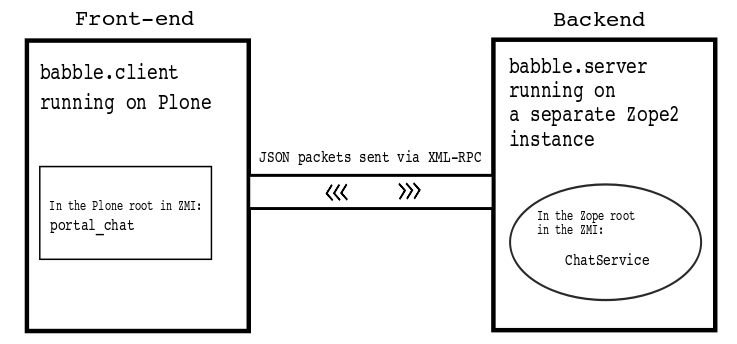 Front-end
babble.client
running on Plone
In the Plone root in ZMI:
portal_chat
JSON packets sent via XML-RPC
Backend
babble.server
running on
a separate Zope2
instance
In the Zope root
in the ZMI:
ChatService